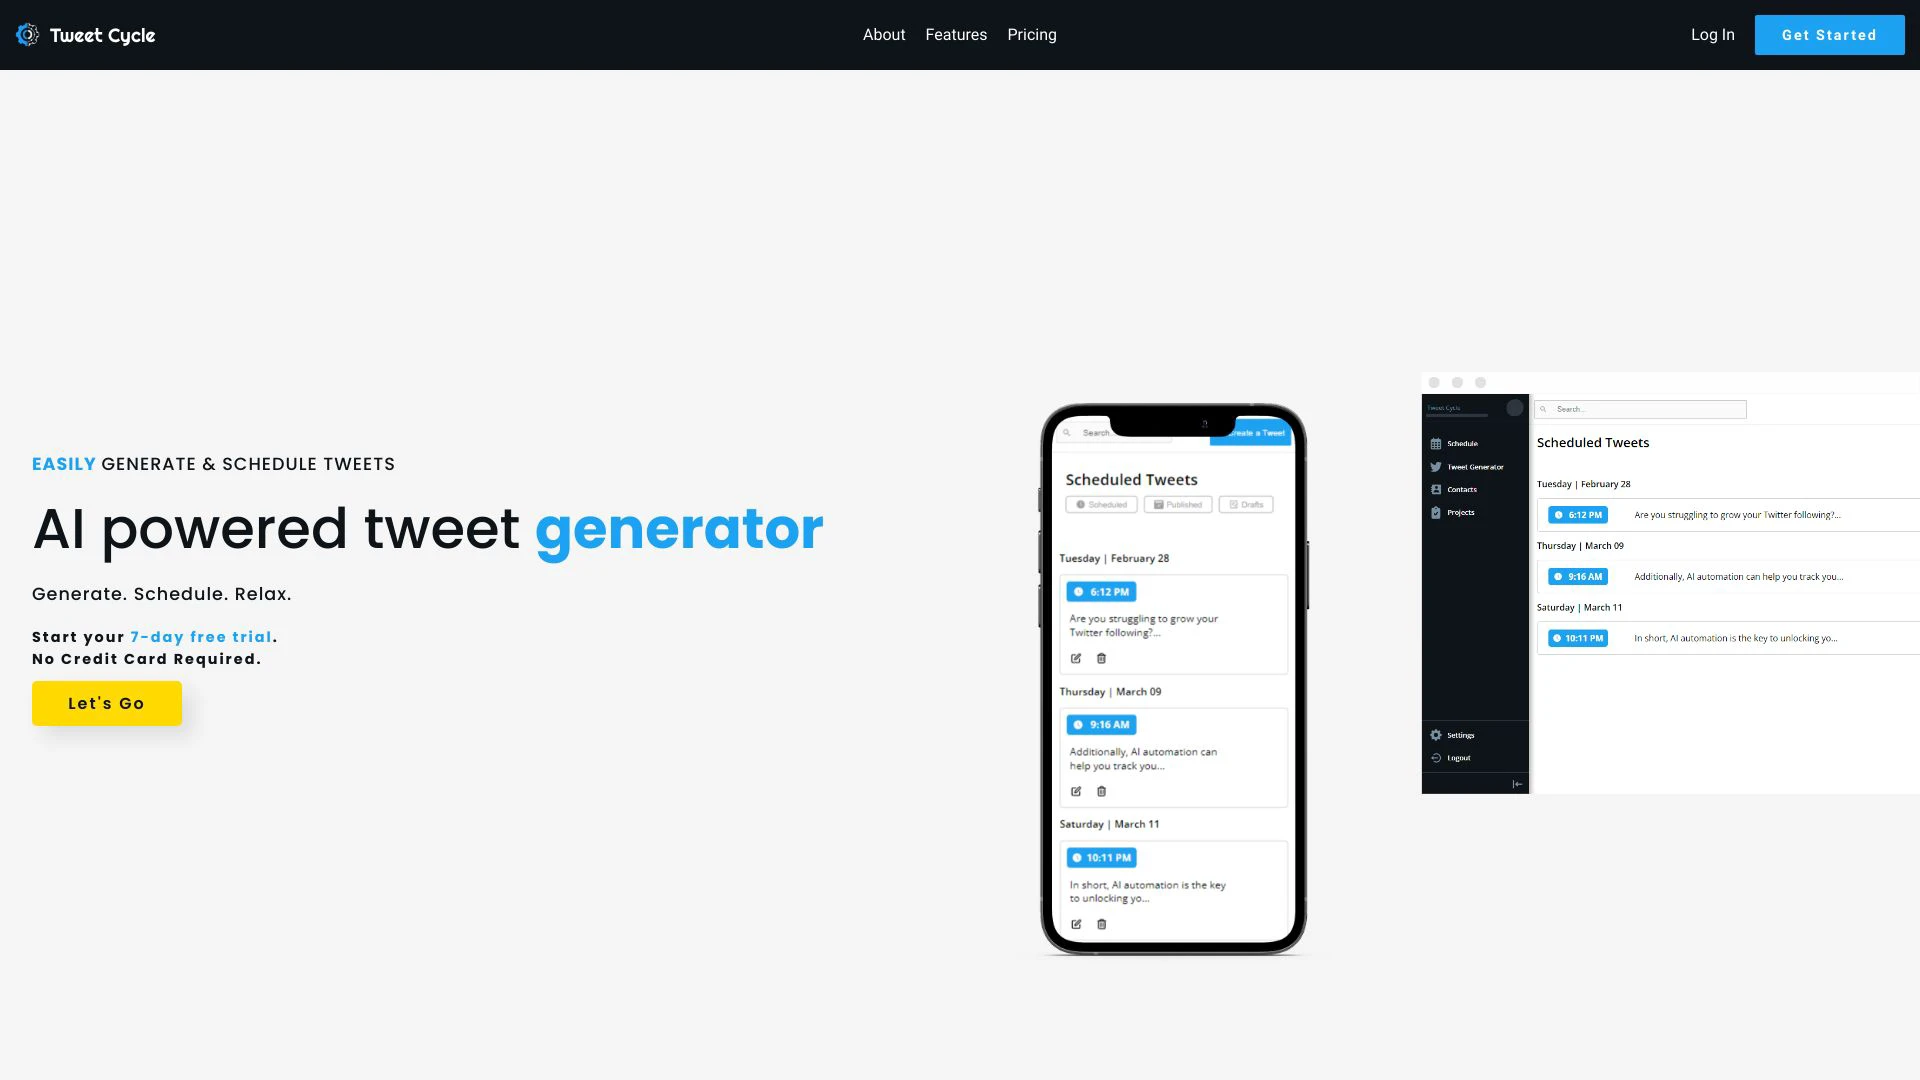 Tweet Cycle
About Features Pricing
Log In
Get Started
EASILY GENERATE & SCHEDULE TWEETS
AI powered tweet generator
Generate. Schedule. Relax.
Start your 7-day free trial.
No Credit Card Required.
Let's Go
Search...
Create a Tweet
Scheduled Tweets
Scheduled Published Drafts
Tuesday | February 28
6:12 PM
Are you struggling to grow your
Twitter following?...
Thursday | March 09
9:16 AM
Additionally, AI automation can
help you track you...
Saturday | March 11
10:11 PM
In short, AI automation is the key
to unlocking yo...
Tweet Cycle
Schedule
Tweet Generator
Contacts
Projects
Settings
Logout
Search...
Scheduled Tweets
Tuesday | February 28
6:12 PM Are you struggling to grow your Twitter following?...
Thursday | March 09
9:16 AM Additionally, AI automation can help you track you...
Saturday | March 11
10:11 PM In short, AI automation is the key to unlocking yo...